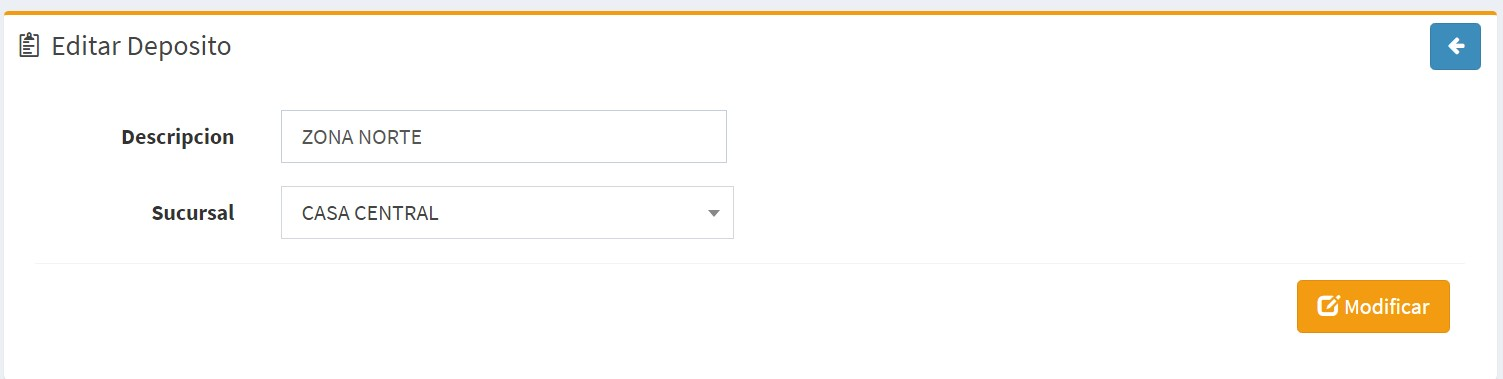 Editar Deposito
Descripcion
ZONA NORTE
Sucursal
CASA CENTRAL
Modificar